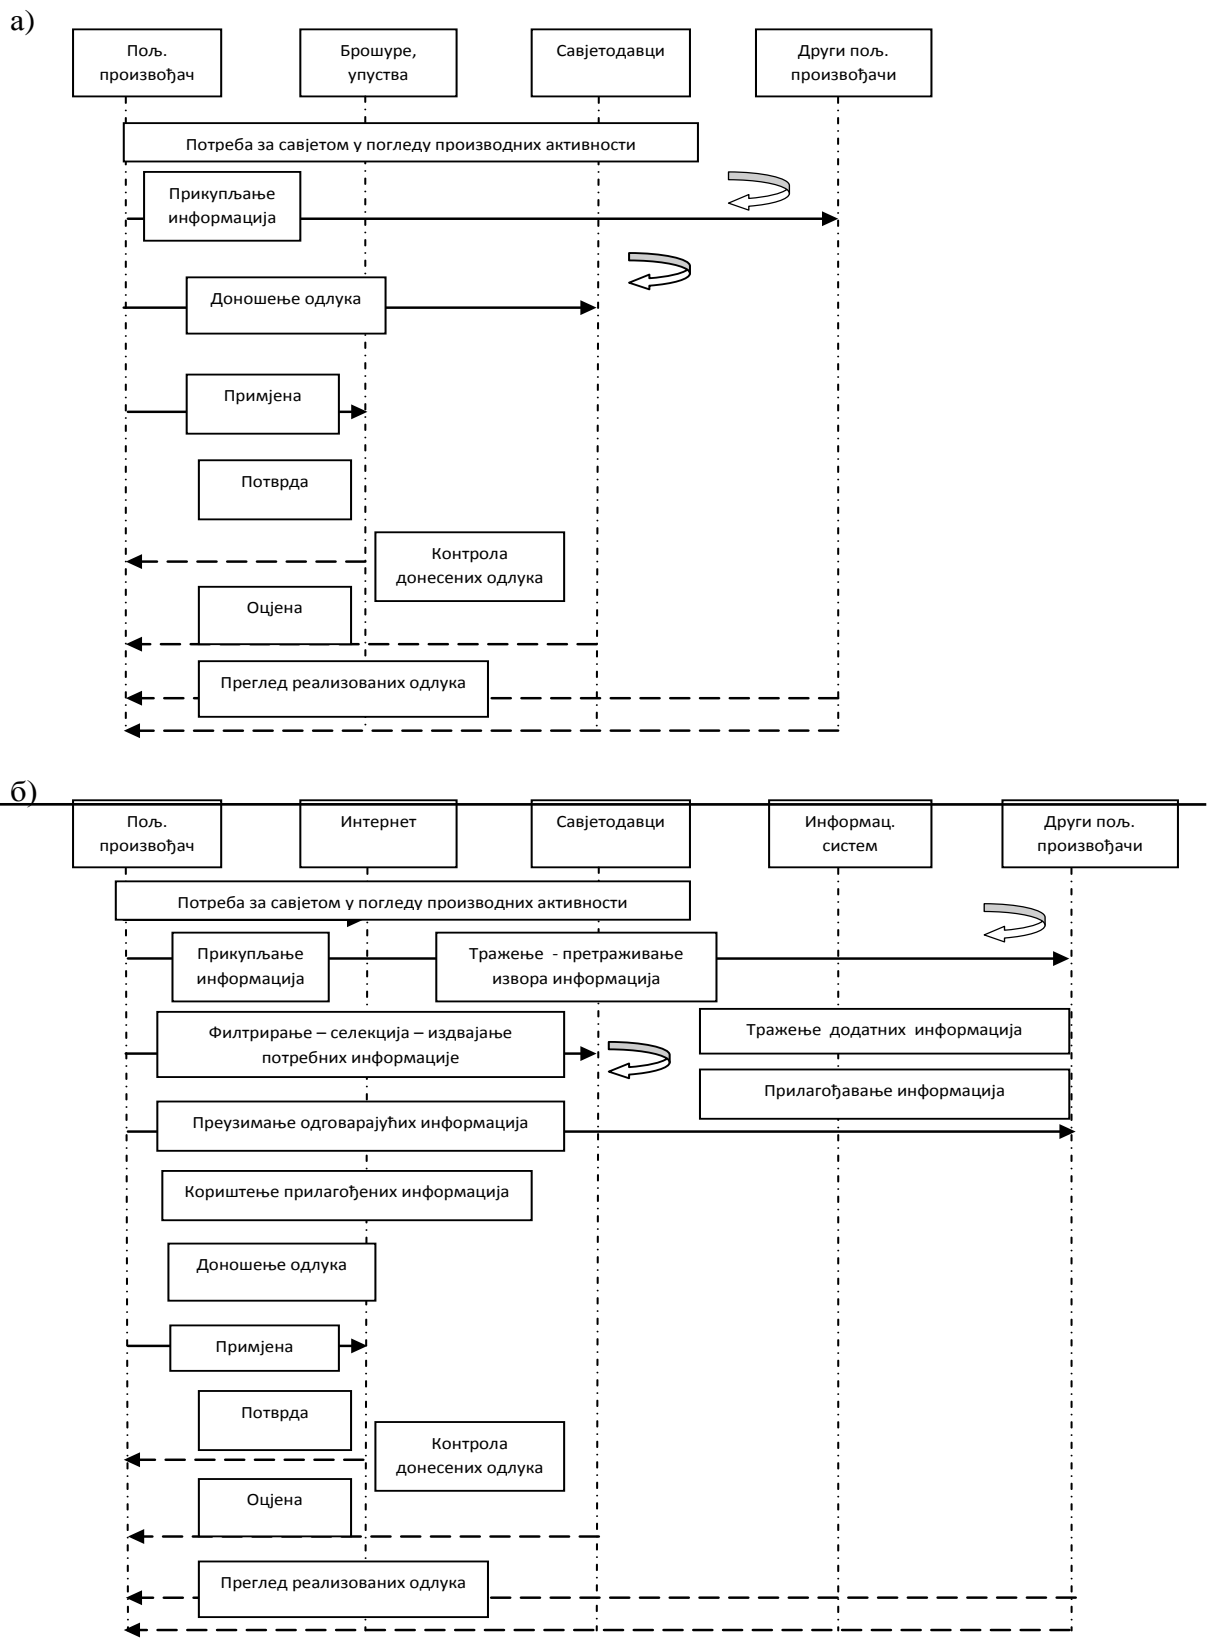 а)
Пољ.
произвођач
Брошуре,
упуства
Савјетодавци
Други пољ.
произвођачи
Потреба за савјетом у погледу производних активности
Прикупљање
информација
Доношење одлука
Примјена
Потврда
Контрола
донесених одлука
Оцјена
Преглед реализованих одлука
б)
Пољ.
произвођач
Интернет
Савјетодавци
Информац.
систем
Други пољ.
произвођачи
Потреба за савјетом у погледу производних активности
Прикупљање
информација
Тражење - претраживање
извора информација
Филтрирање – селекција – издвајање
потребних информације
Тражење додатних информација
Прилагођавање информација
Преузимање одговарајућих информација
Кориштење прилагођених информација
Доношење одлука
Примјена
Потврда
Контрола
донесених одлука
Оцјена
Преглед реализованих одлука